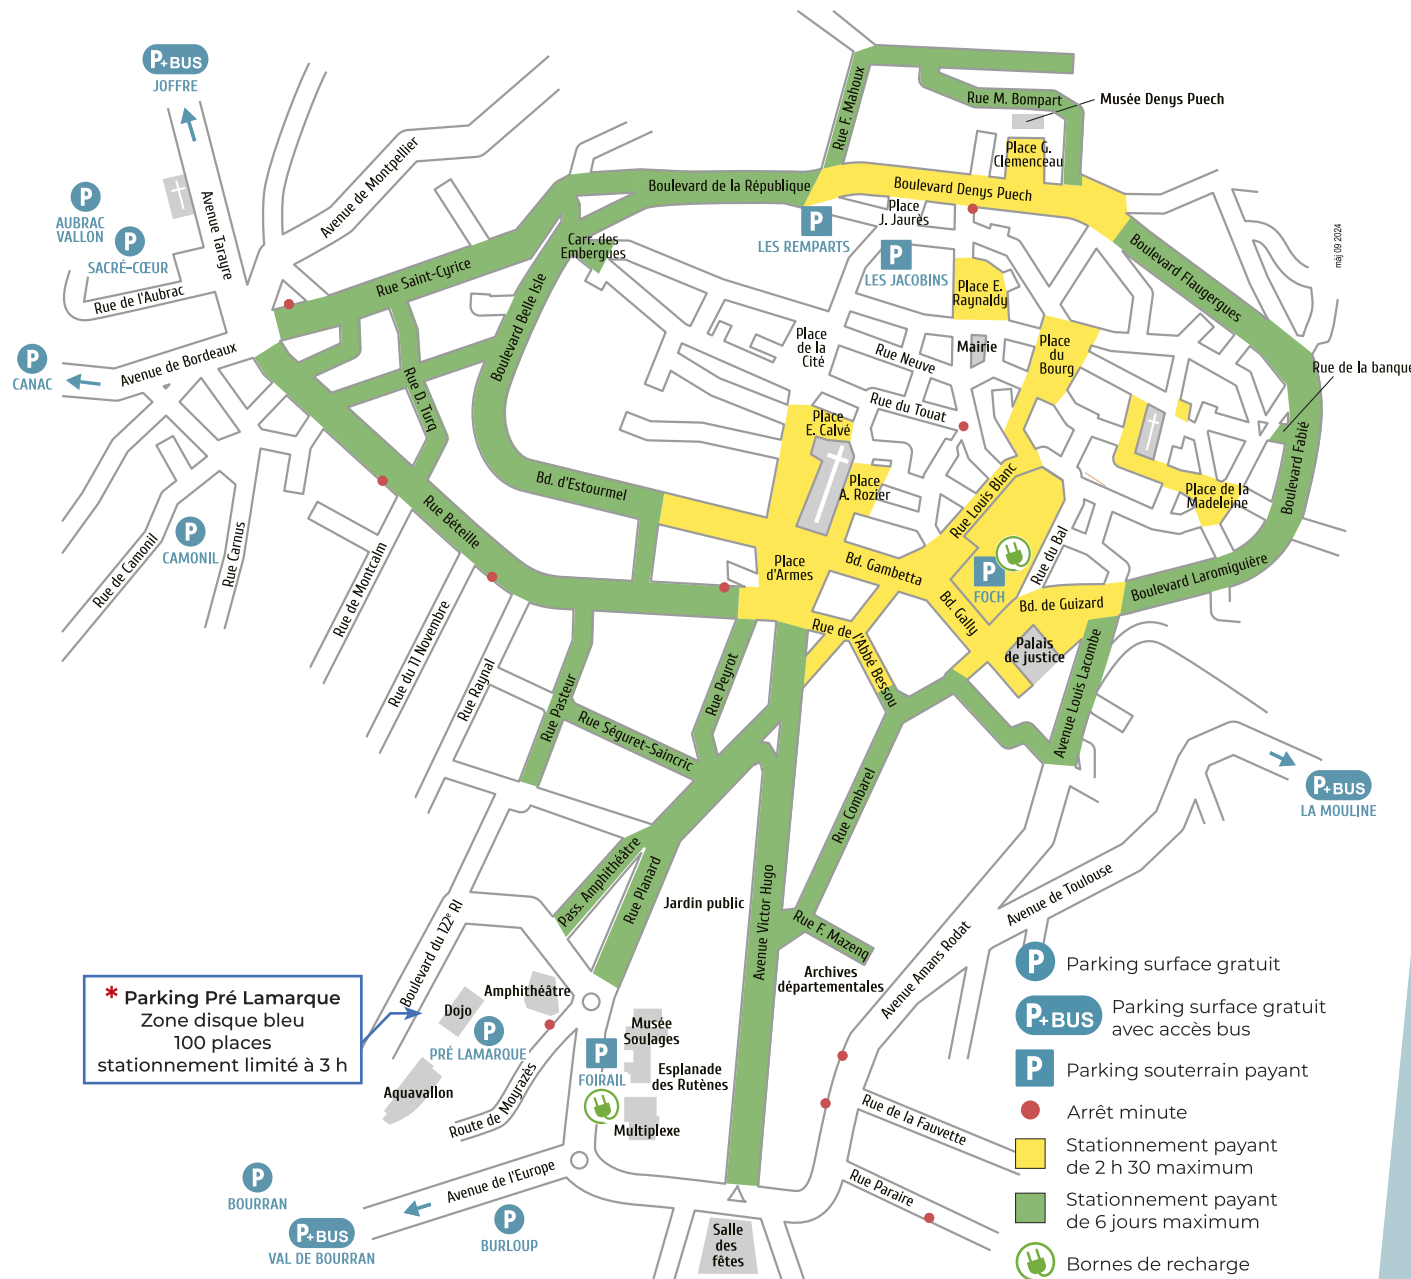 P+BUS
JOFFRE
P
AUBRAC
VALLON
P
SACRÉ-CŒUR
Avenue Tarayre
Avenue de Montpellier
Rue de l'Aubrac
P
CANAC
Avenue de Bordeaux
Rue Saint-Cyrice
Carr. des
Embergues
Boulevard Belle Isle
Boulevard de la République
Rue F. Mahoux
Rue M. Bompart
Musée Denys Puech
Place G.
Clemenceau
Boulevard Denys Puech
Place
J. Jaurès
P
LES REMPARTS
P
LES JACOBINS
Place E.
Raynaldy
Boulevard Flaugergues
màj 09 2024
Place
de la
Cité
Rue Neuve
Mairie
Place
du
Bourg
Rue de la banque
Rue du Touat
Rue D. Turq
Place
E. Calvé
Place
A. Rozier
Boulevard Fabié
Place de la
Madeleine
Bd. d'Estourmel
Rue Béteille
Rue Louis Blanc
P
CAMONIL
Rue de Camonil
Rue Carnus
Rue de Montcalm
Rue du 11 Novembre
Rue Raynal
Place
d'Armes
Bd. Gambetta
P
FOCH
Rue du Bal
Bd. Gally
Bd. de Guizard
Boulevard Laromiguière
Palais
de justice
Rue de l'Abbé Bessou
Avenue Louis Lacombe
Rue Pasteur
Rue Peyrot
Rue Séguret-Saincric
Rue Combarel
P+BUS
LA MOULINE
Pass. Amphithéâtre
Rue Planard
Jardin public
Avenue Victor Hugo
Rue F. Mazenq
Archives
départementales
Avenue Amans Rodat
Avenue de Toulouse
Boulevard du 122e RI
* Parking Pré Lamarque
Zone disque bleu
100 places
stationnement limité à 3 h
Dojo
Amphithéâtre
P
PRÉ LAMARQUE
Aquavallon
Route de Moyrazès
Musée
Soulages
P
FOIRAIL
Esplanade
des Rutènes
Multiplexe
Avenue de l'Europe
P
BOURRAN
P+BUS
VAL DE BOURRAN
P
BURLOUP
Salle
des
fêtes
Rue de la Fauvette
Rue Paraire
P Parking surface gratuit
P+BUS Parking surface gratuit
avec accès bus
P Parking souterrain payant
Arrêt minute
Stationnement payant
de 2 h 30 maximum
Stationnement payant
de 6 jours maximum
Bornes de recharge